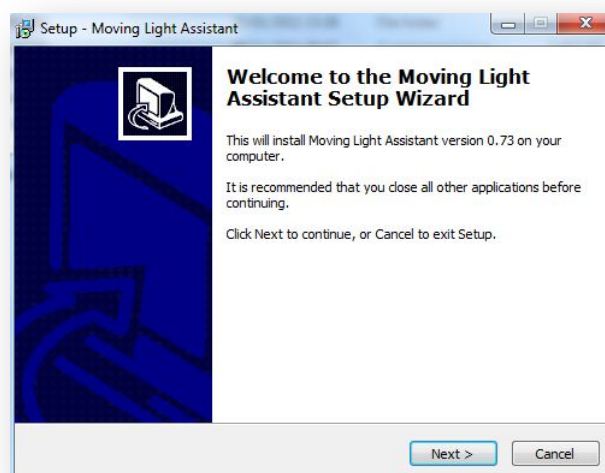 Setup - Moving Light Assistant
Welcome to the Moving Light
Assistant Setup Wizard
This will install Moving Light Assistant version 0.73 on your
computer.
It is recommended that you close all other applications before
continuing.
Click Next to continue, or Cancel to exit Setup.
Next >
Cancel